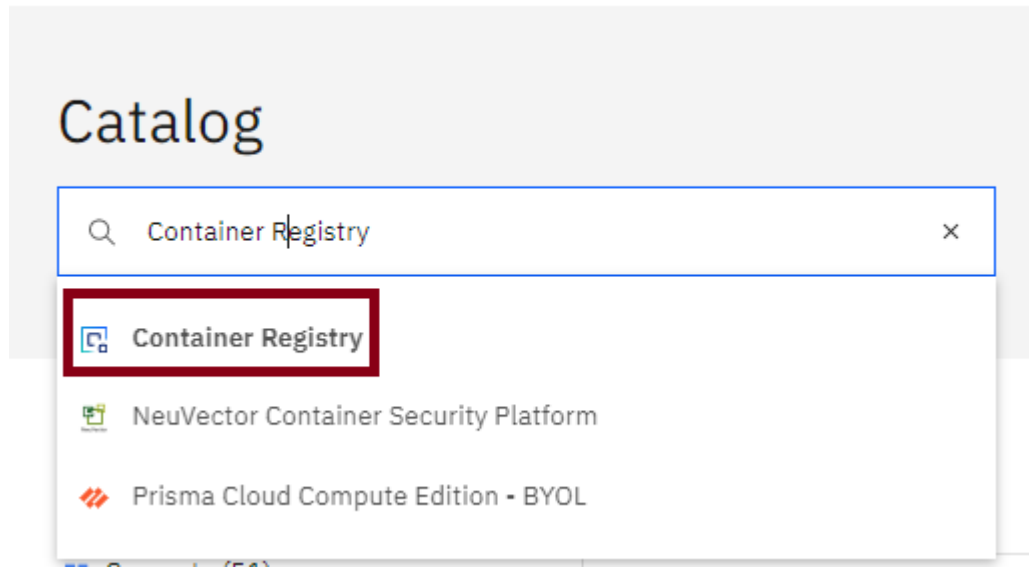 Catalog
Container Registry
Container Registry
NeuVector Container Security Platform
Prisma Cloud Compute Edition - BYOL